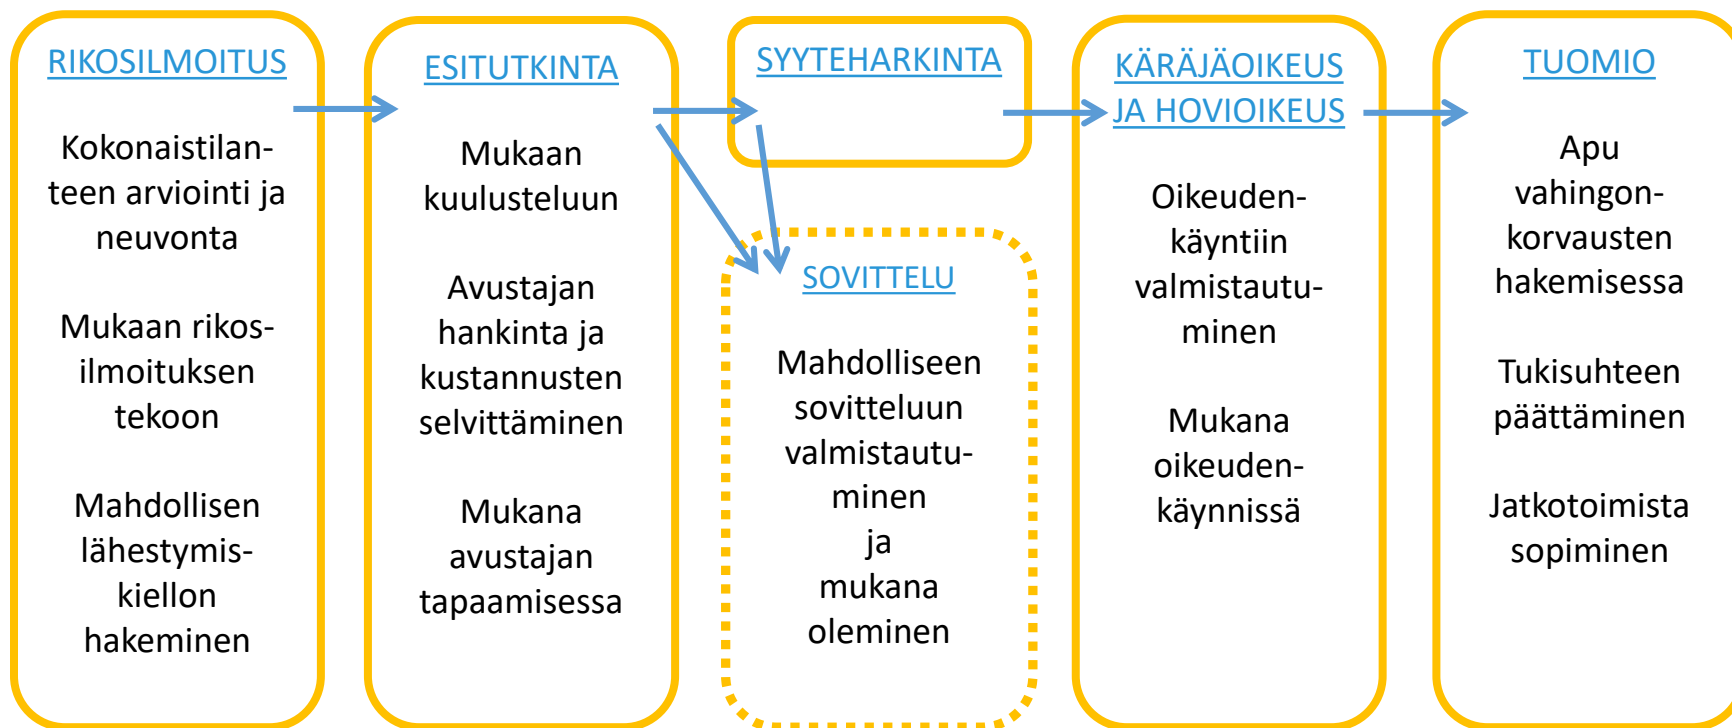 RIKOSILMOITUS
Kokonaistilan-
teen arviointi ja
neuvonta
Mukaan rikos-
ilmoituksen
tekoon
Mahdollisen
lähestymis-
kiellon
hakeminen
ESITUTKINTA
Mukaan
kuulusteluun
Avustajan
hankinta ja
kustannusten
selvittäminen
Mukana
avustajan
tapaamisessa
SYYTEHARKINTA
SOVITTELU
Mahdolliseen
sovitteluun
valmistautu-
minen
ja
mukana
oleminen
KÄRÄJÄOIKEUS
JA HOVIOIKEUS
Oikeuden-
käyntiin
valmistautu-
minen
Mukana
oikeuden-
käynnissä
TUOMIO
Apu
vahingon-
korvausten
hakemisessa
Tukisuhteen
päättäminen
Jatkotoimista
sopiminen